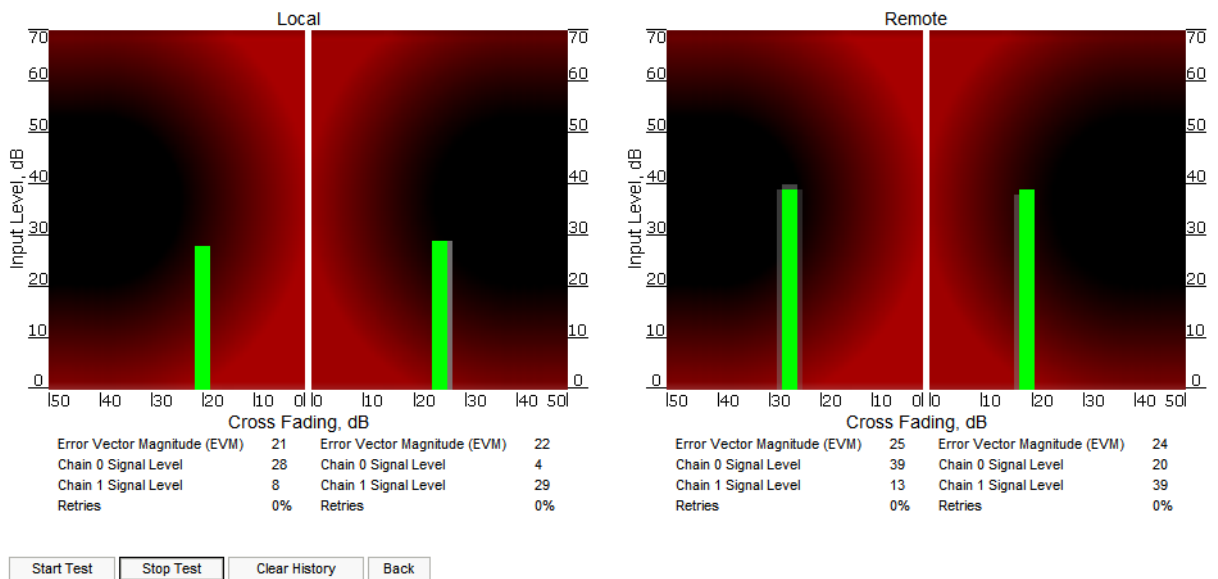 Local
Remote
70 70 70 70
60 60 60 60
50 50 50 50
40 40 40 40
30 30 30 30
20 20 20 20
10 10 10 10
0 0 0 0
Input Level, dB
Input Level, dB
50 40 30 20 10 0 10 20 40 50
50 40 30 20 10 0 10 20 30 40 50
Cross Fading, dB
Cross Fading, dB
Error Vector Magnitude (EVM) 21 Error Vector Magnitude (EVM) 22
Chain 0 Signal Level 28 Chain 0 Signal Level 4
Chain 1 Signal Level 8 Chain 1 Signal Level 29
Retries 0% Retries 0%
Error Vector Magnitude (EVM) 25 Error Vector Magnitude (EVM) 24
Chain 0 Signal Level 39 Chain 0 Signal Level 20
Chain 1 Signal Level 13 Chain 1 Signal Level 39
Retries 0% Retries 0%
Start Test Stop Test Clear History Back